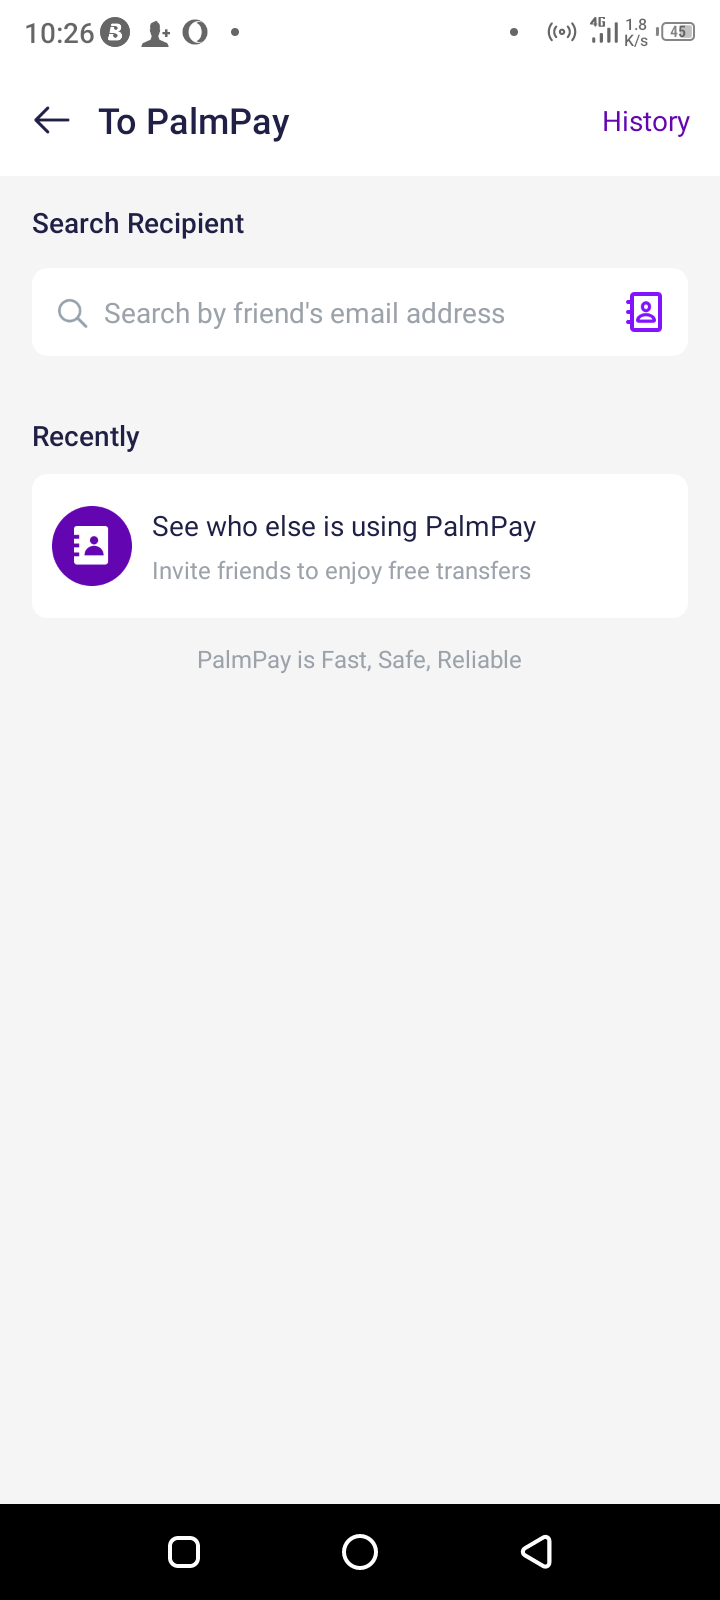 10:26
4G 1.8 K/s 45
To PalmPay
History
Search Recipient
Search by friend's email address
Recently
See who else is using PalmPay
Invite friends to enjoy free transfers
PalmPay is Fast, Safe, Reliable